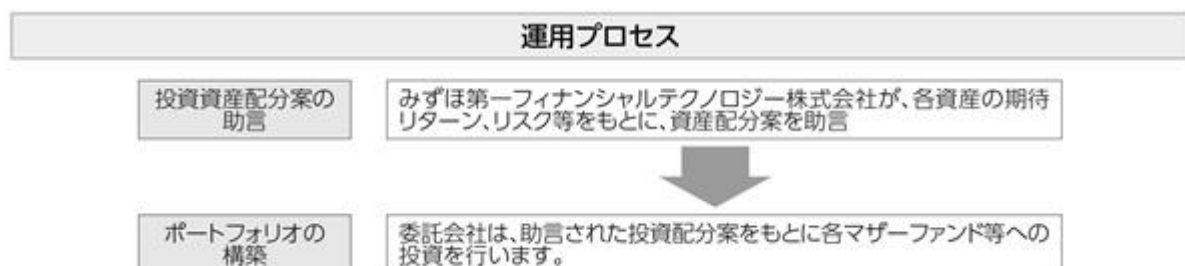 運用プロセス
投資資産配分案の
助言
みずほ第一フィナンシャルテクノロジー株式会社が、各資産の期待
リターン、リスク等をもとに、資産配分案を助言
ポートフォリオの
構築
委託会社は、助言された投資配分案をもとに各マザーファンド等への
投資を行います。